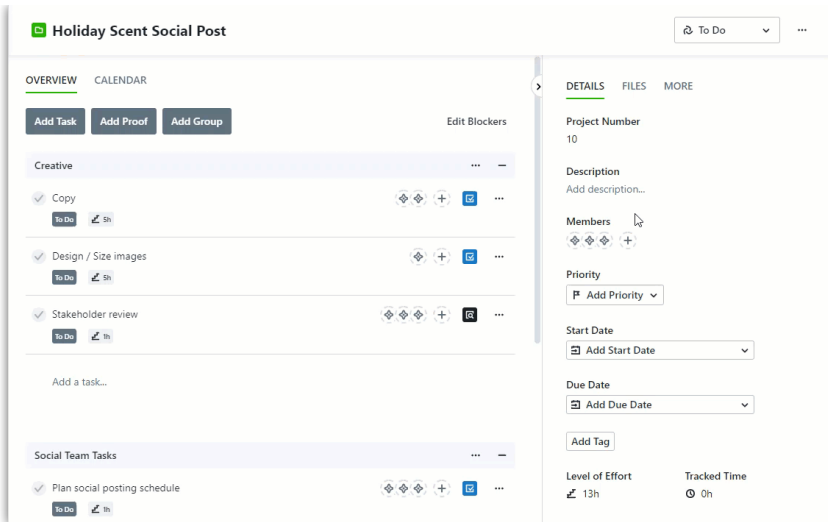 Holiday Scent Social Post
To Do
OVERVIEW CALENDAR
Add Task Add Proof Add Group Edit Blockers
Creative
Copy
To Do 5h
Design / Size images
To Do 5h
Stakeholder review
To Do 1h
Add a task...
Social Team Tasks
Plan social posting schedule
To Do 1h
DETAILS FILES MORE
Project Number
10
Description
Add description...
Members
Priority
Add Priority
Start Date
Add Start Date
Due Date
Add Due Date
Add Tag
Level of Effort Tracked Time
13h 0h